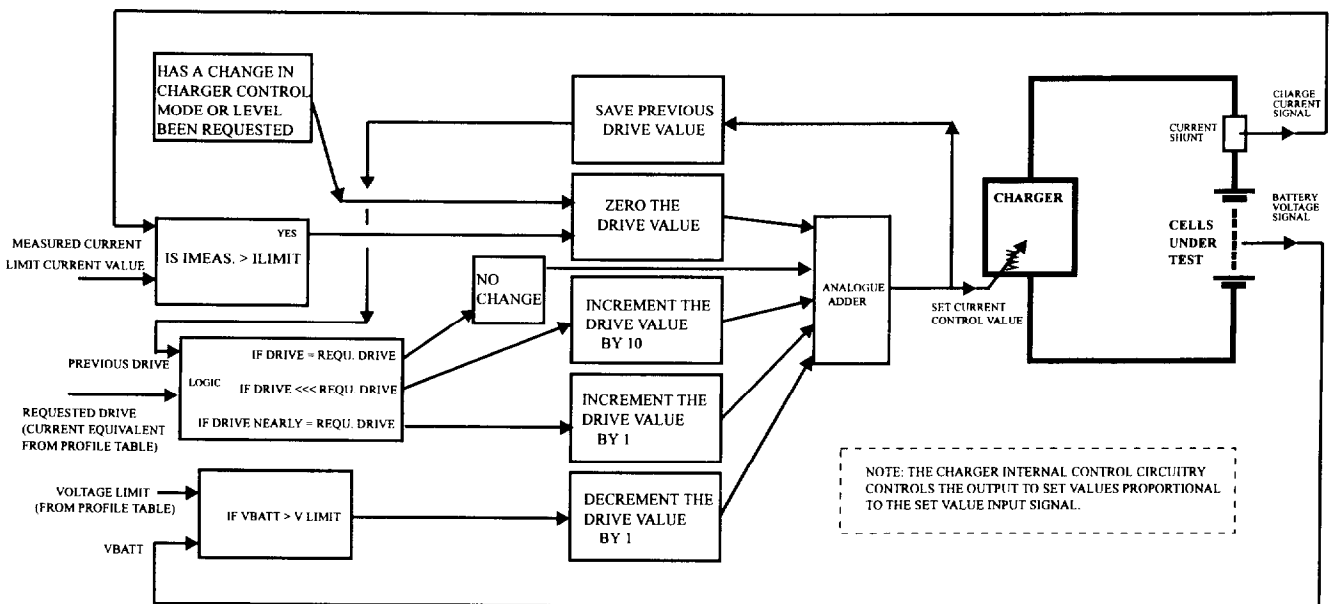 HAS A CHANGE IN
CHARGER CONTROL
MODE OR LEVEL
BEEN REQUESTED
SAVE PREVIOUS
DRIVE VALUE
CHARGE
CURRENT
SIGNAL
CURRENT
SHUNT
ZERO THE
DRIVE VALUE
CHARGER
BATTERY
VOLTAGE
SIGNAL
CELLS
UNDER
TEST
MEASURED CURRENT
LIMIT CURRENT VALUE
YES
IS IMEAS. > ILIMIT
NO
CHANGE
INCREMENT THE
DRIVE VALUE
BY 10
ANALOGUE
ADDER
SET CURRENT
CONTROL VALUE
PREVIOUS DRIVE
LOGIC
IF DRIVE = REQU. DRIVE
IF DRIVE <<< REQU. DRIVE
IF DRIVE NEARLY = REQU. DRIVE
REQUESTED DRIVE
(CURRENT EQUIVALENT
FROM PROFILE TABLE)
INCREMENT THE
DRIVE VALUE
BY 1
VOLTAGE LIMIT
(FROM PROFILE TABLE)
VBATT
IF VBATT > V LIMIT
DECREMENT THE
DRIVE VALUE
BY 1
NOTE: THE CHARGER INTERNAL CONTROL CIRCUITRY
CONTROLS THE OUTPUT TO SET VALUES PROPORTIONAL
TO THE SET VALUE INPUT SIGNAL.